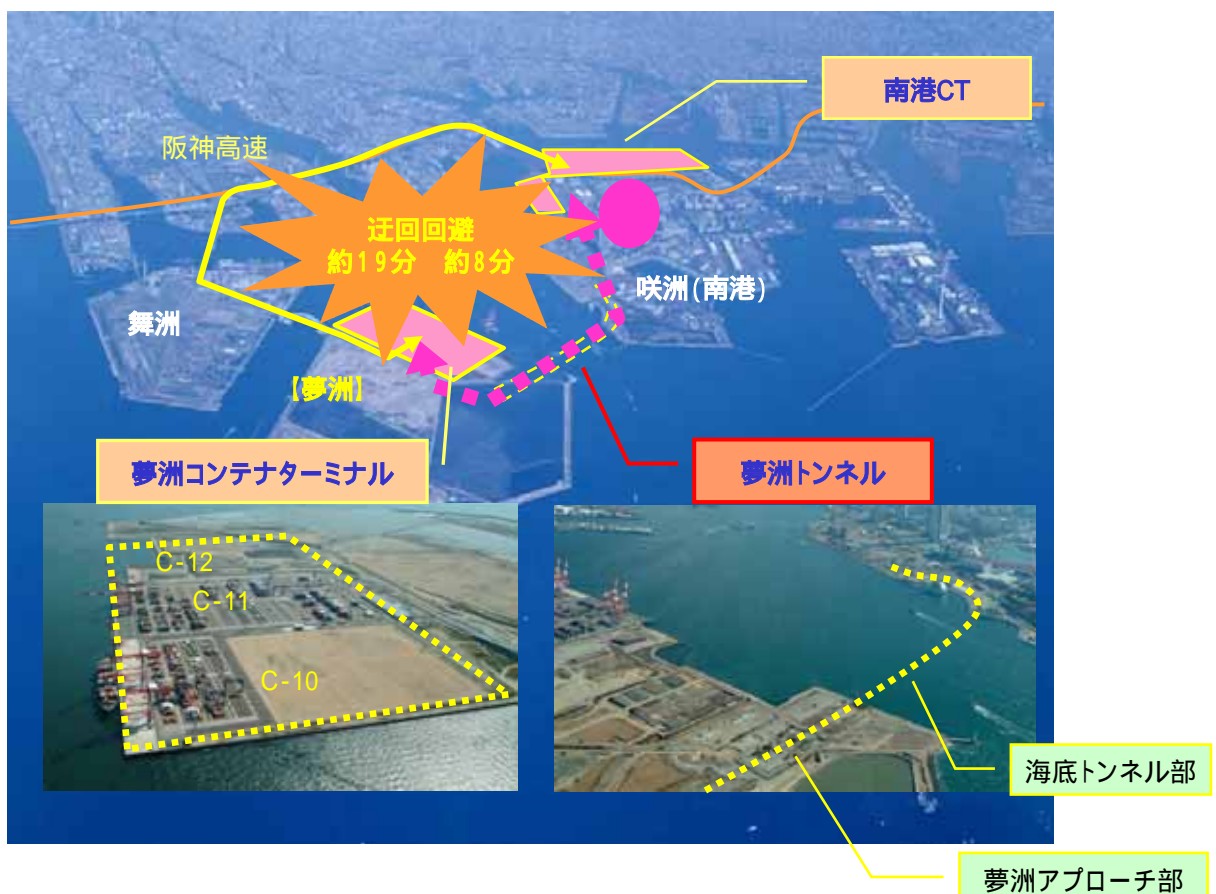 南港CT
阪神高速
迂回回避
約19分　約8分
咲洲(南港)
舞洲
【夢洲】
夢洲コンテナターミナル
夢洲トンネル
C-12
C-11
C-10
海底トンネル部
夢洲アプローチ部